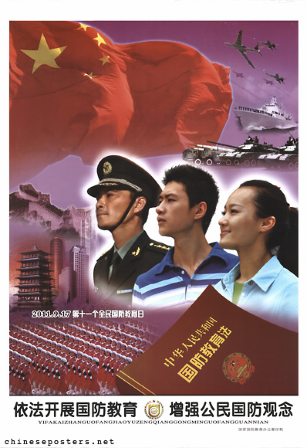 2011.9.17 第十一个全民国防教育日
中华人民共和国
国防教育法
依法开展国防教育 增强公民国防观念
YIFAKAIZHANGUOFANGJIAOYUZENGQIANGGONGMINGUOFANGGUANNIAN
chineseposters.net